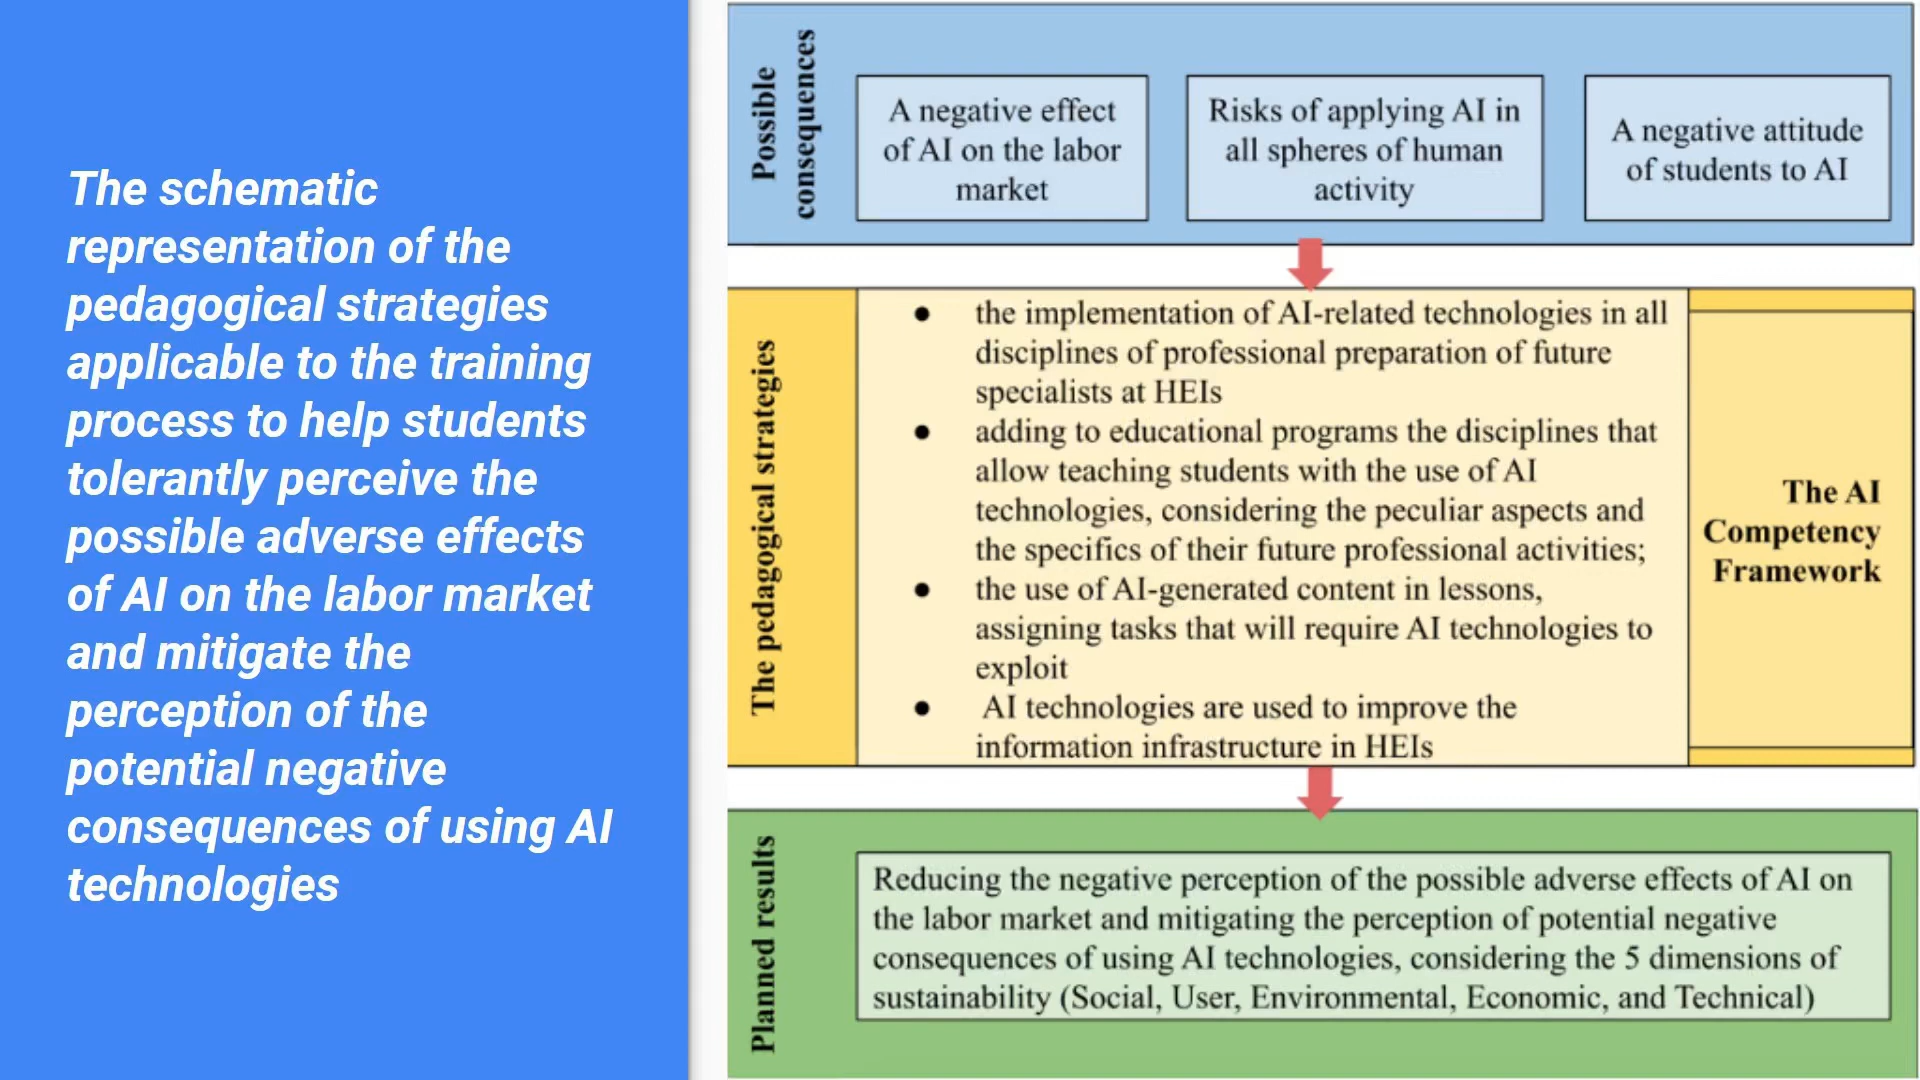 The schematic
representation of the
pedagogical strategies
applicable to the training
process to help students
tolerantly perceive the
possible adverse effects
of AI on the labor market
and mitigate the
perception of the
potential negative
consequences of using AI
technologies
Possible
consequences
A negative effect
of AI on the labor
market
Risks of applying AI in
all spheres of human
activity
A negative attitude
of students to AI
The pedagogical strategies
● the implementation of AI-related technologies in all
disciplines of professional preparation of future
specialists at HEIs
● adding to educational programs the disciplines that
allow teaching students with the use of AI
technologies, considering the peculiar aspects and
the specifics of their future professional activities;
● the use of AI-generated content in lessons,
assigning tasks that will require AI technologies to
exploit
● AI technologies are used to improve the
information infrastructure in HEIs
The AI
Competency
Framework
Planned results
Reducing the negative perception of the possible adverse effects of AI on
the labor market and mitigating the perception of potential negative
consequences of using AI technologies, considering the 5 dimensions of
sustainability (Social, User, Environmental, Economic, and Technical)